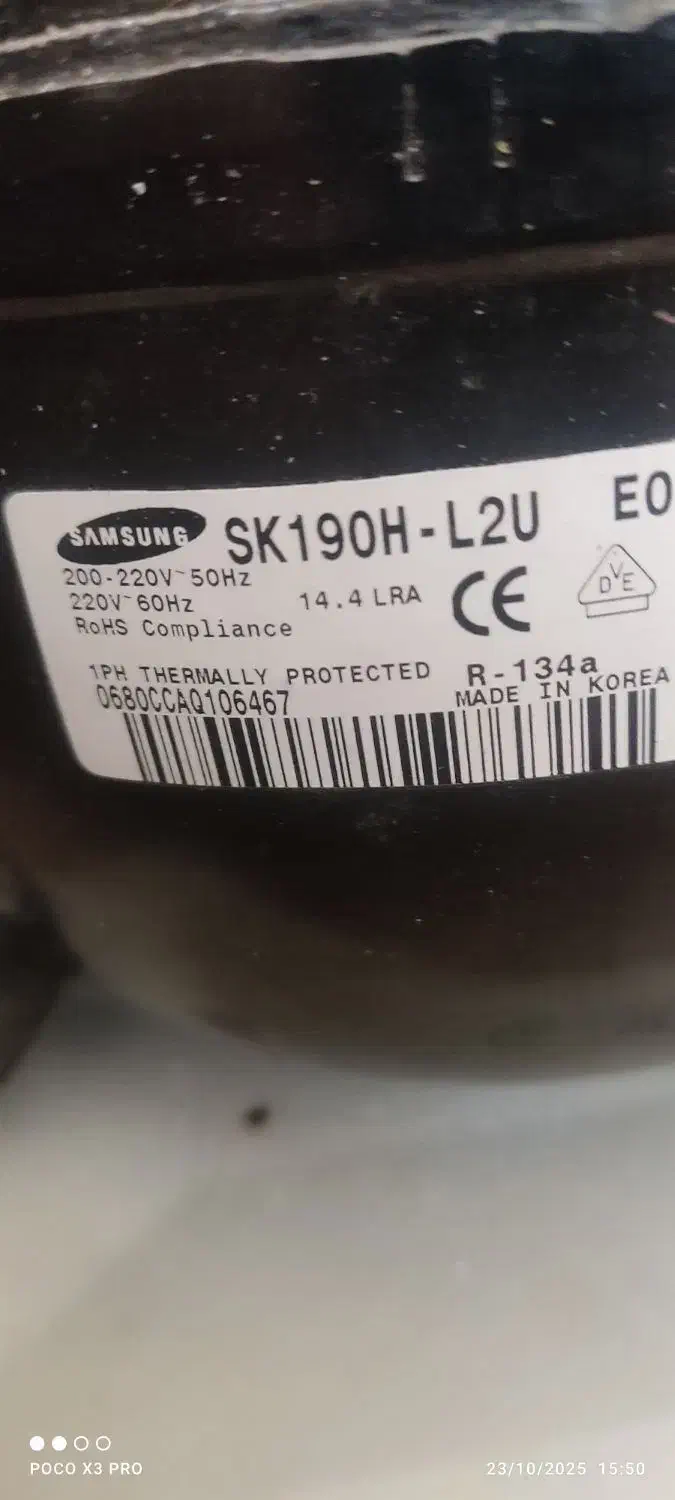 SAMSUNG SK190H-L2U E0
200-220V~50Hz
220V~60Hz 14.4 LRA CE DVE
RoHS Compliance
1PH THERMALLY PROTECTED R-134a
0680CCAQ106467 MADE IN KOREA
POCO X3 PRO 23/10/2025 15:50